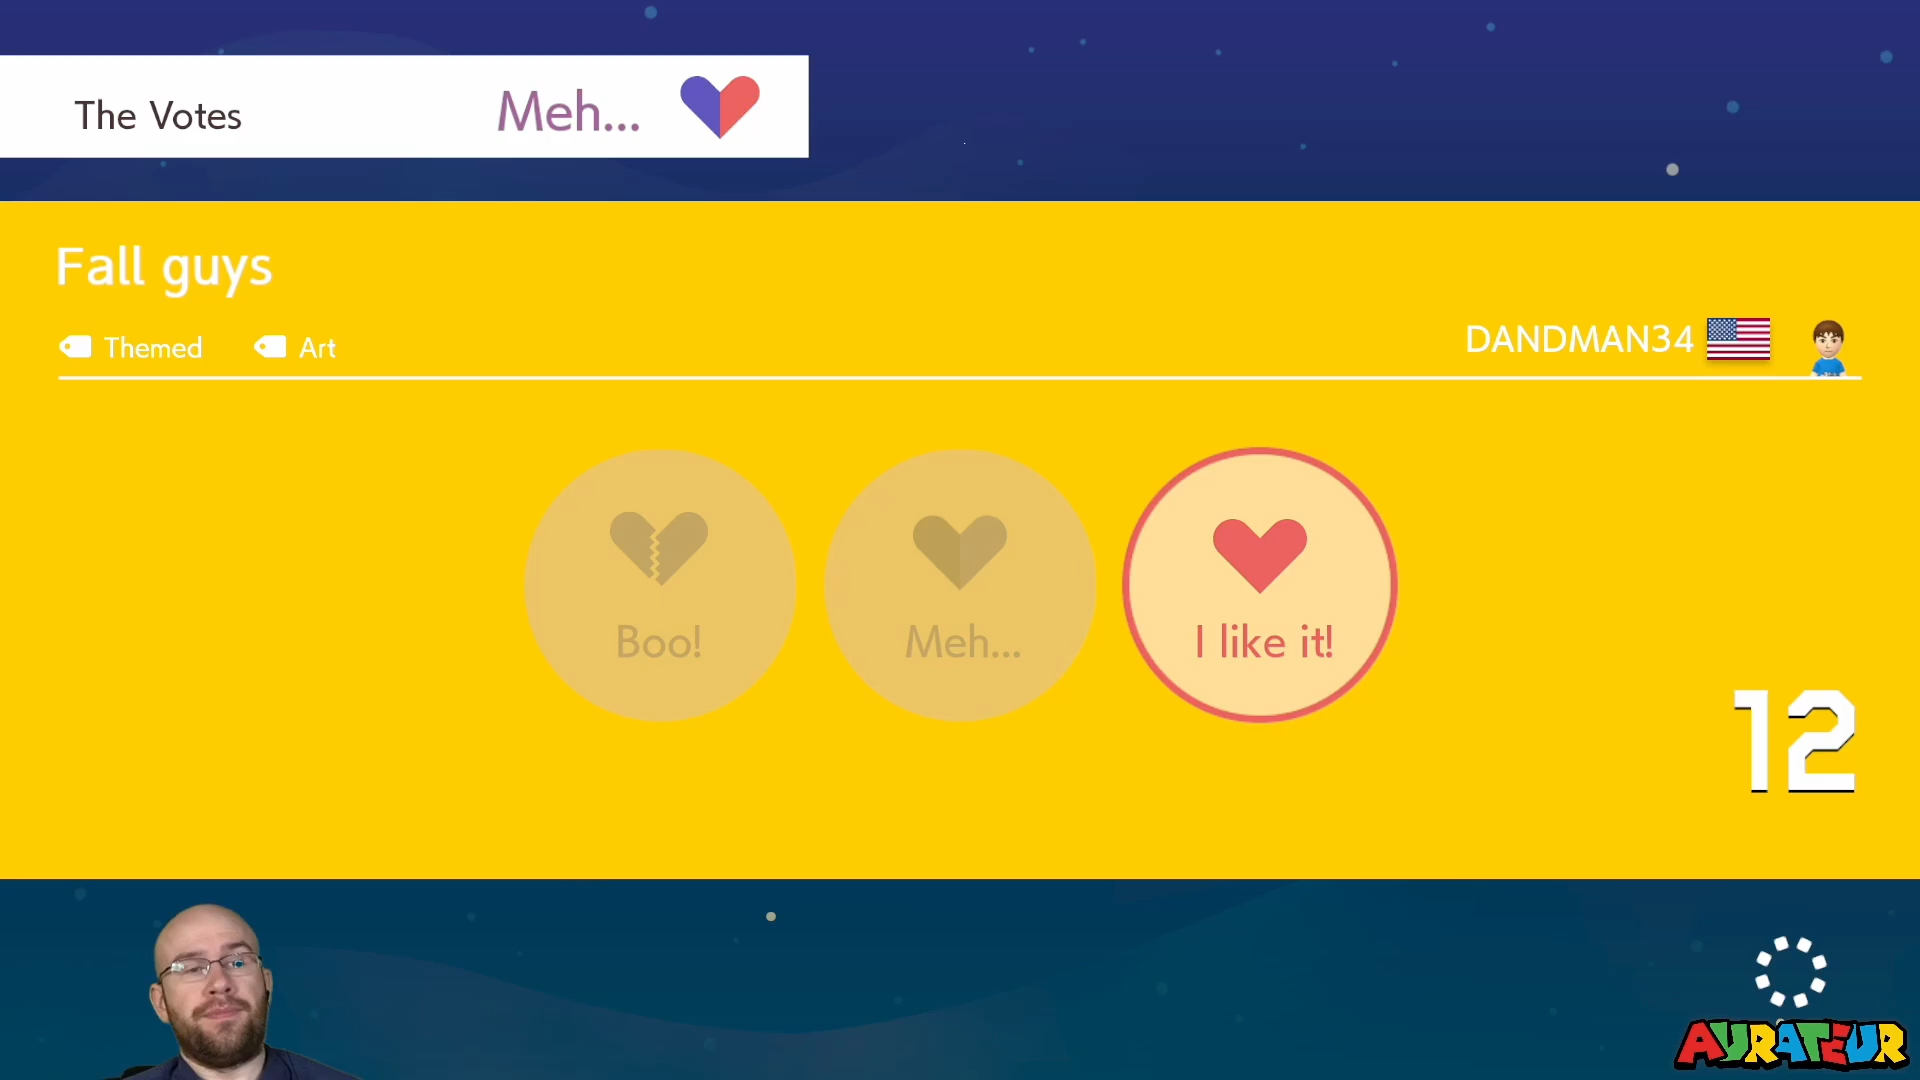 The Votes
Meh...
Fall guys
Themed
Art
DANDMAN34
Boo!
Meh...
I like it!
12
AURATEUR